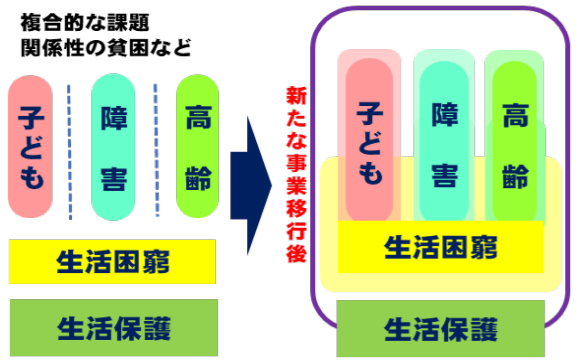 複合的な課題
関係性の貧困など
子ども
障害
高齢
生活困窮
生活保護
新たな事業移行後
子ども
障害
高齢
生活困窮
生活保護